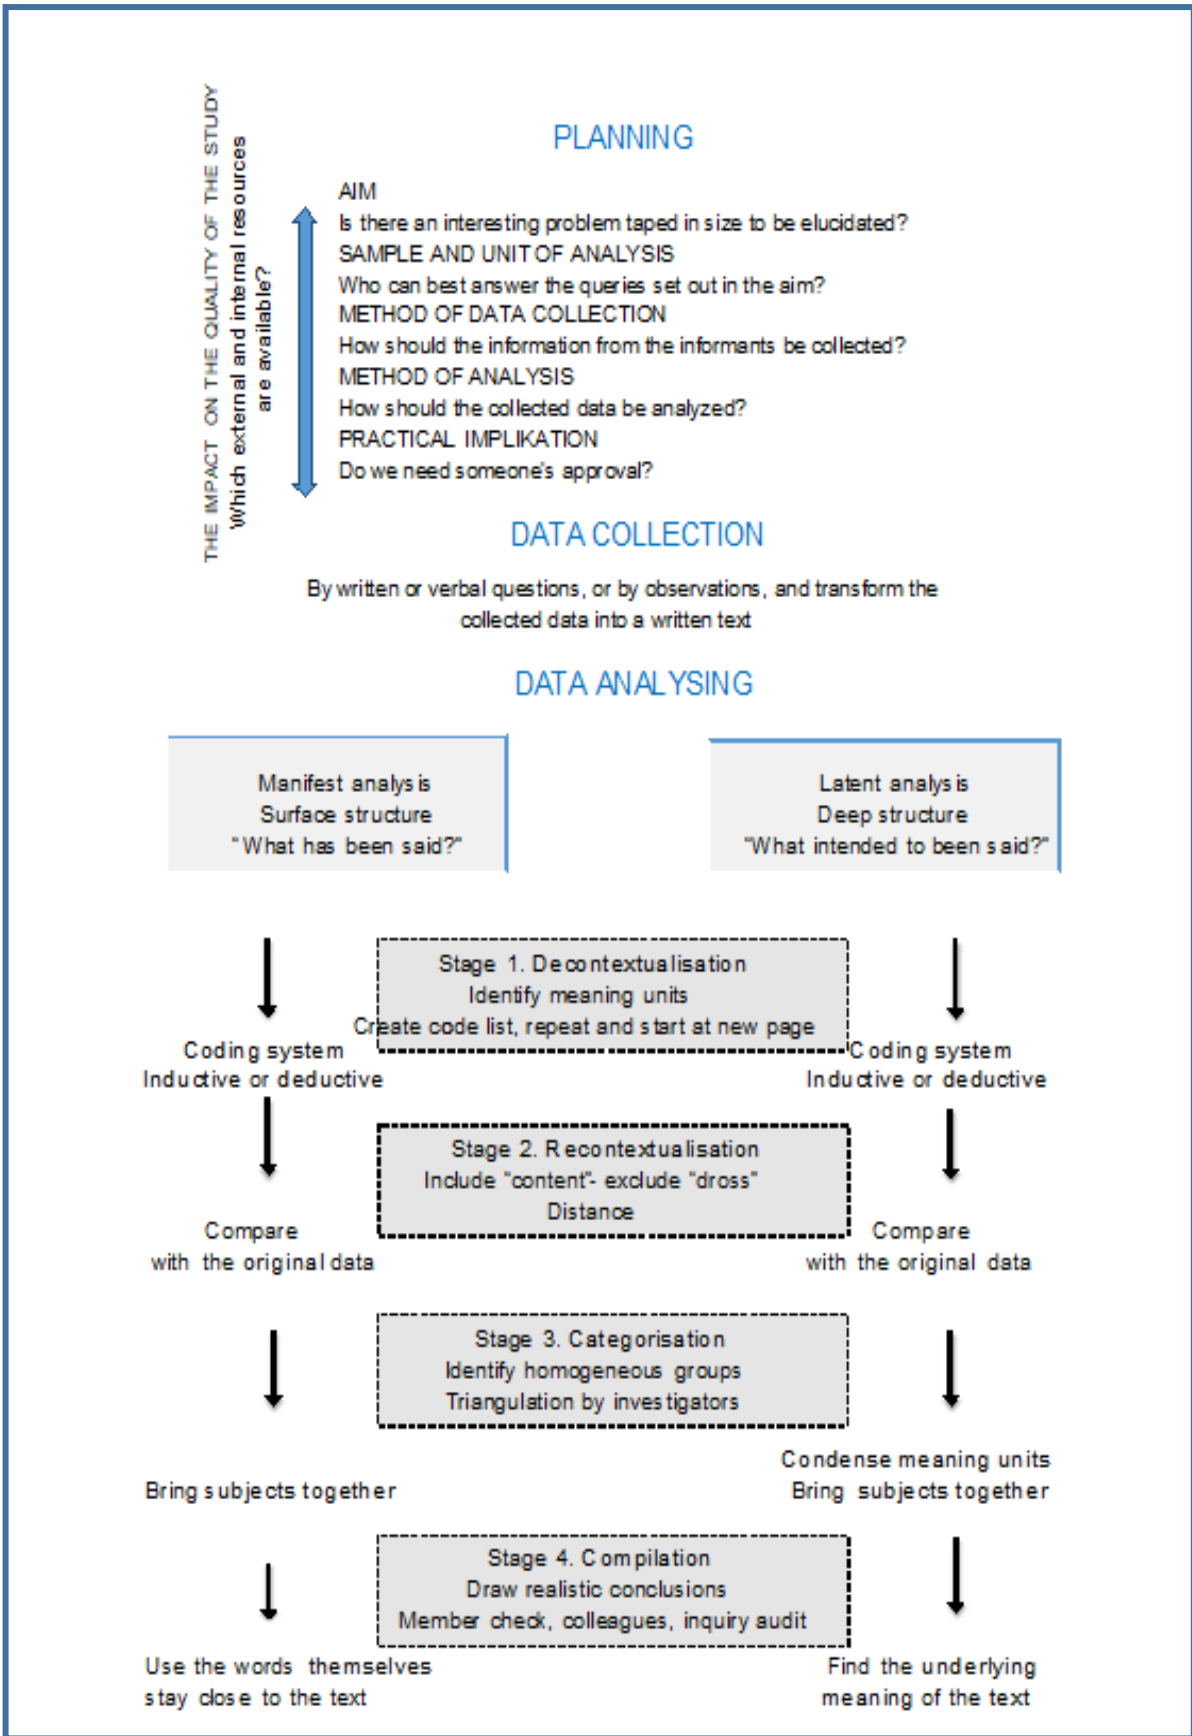 THE IMPACT ON THE QUALITY OF THE STUDY
Which external and internal resources
are available?
PLANNING
AIM
Is there an interesting problem taped in size to be elucidated?
SAMPLE AND UNIT OF ANALYSIS
Who can best answer the queries set out in the aim?
METHOD OF DATA COLLECTION
How should the information from the informants be collected?
METHOD OF ANALYSIS
How should the collected data be analyzed?
PRACTICAL IMPLIKATION
Do we need someone's approval?
DATA COLLECTION
By written or verbal questions, or by observations, and transform the
collected data into a written text
DATA ANALYSING
Manifest analysis
Surface structure
"What has been said?"
Latent analysis
Deep structure
"What intended to been said?"
Stage 1. Decontextualisation
Identify meaning units
Create code list, repeat and start at new page
Coding system
Inductive or deductive
Coding system
Inductive or deductive
Stage 2. Recontextualisation
Include "content"- exclude "dross"
Distance
Compare
with the original data
Compare
with the original data
Stage 3. Categorisation
Identify homogeneous groups
Triangulation by investigators
Bring subjects together
Condense meaning units
Bring subjects together
Stage 4. Compilation
Draw realistic conclusions
Member check, colleagues, inquiry audit
Use the words themselves
stay close to the text
Find the underlying
meaning of the text